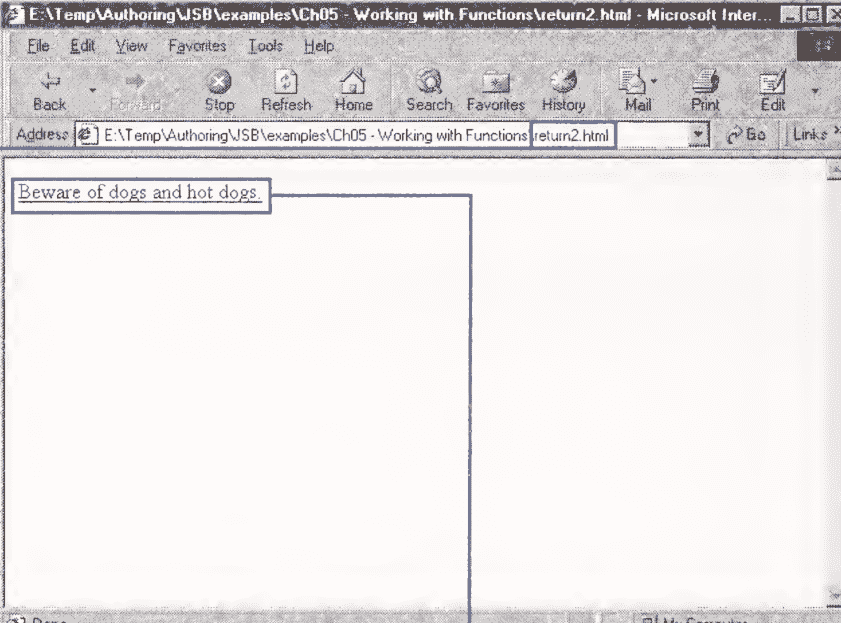 E:\Temp\Authoring\JSB\examples\Ch05 - Working with Functions\return2.html - Microsoft Inter...
File Edit View Favorites Tools Help
Back Forward Stop Refresh Home Search Favorites History Mail Print Edit
Address E:\Temp\Authoring\JSB\examples\Ch05 - Working with Functions\return2.html Go Links »
Beware of dogs and hot dogs.
Done My Computer